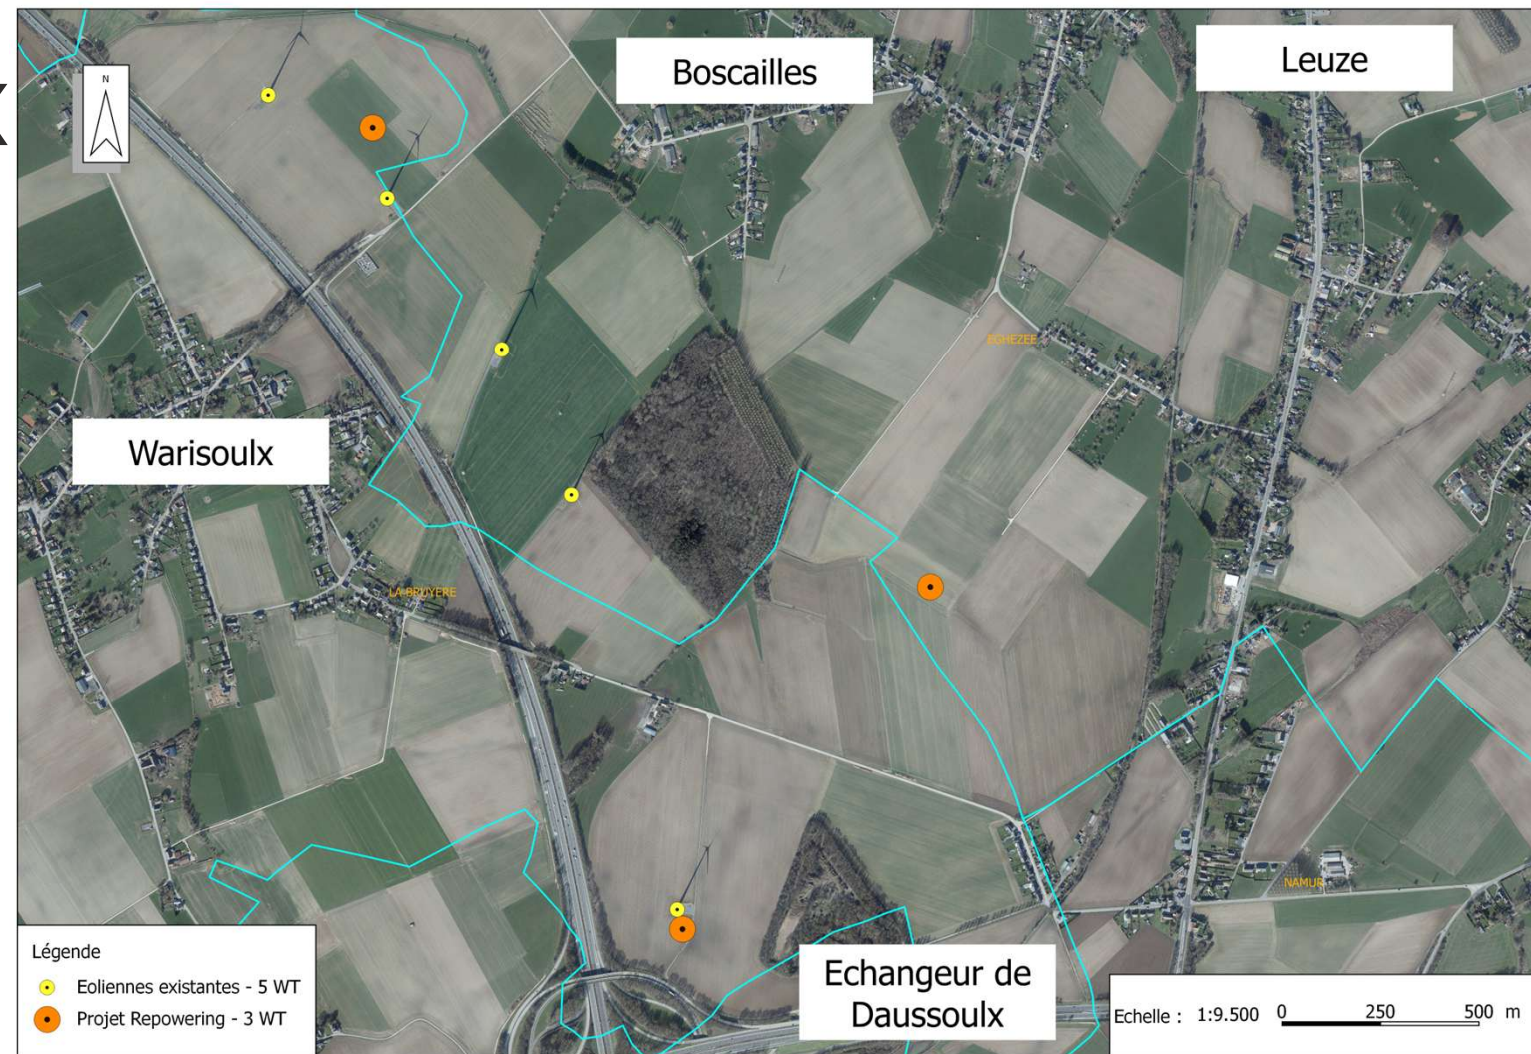 X
Boscailles
Leuze
N
EGHEZEE
Warisoulx
LA BRUYERE
NAMUR
Légende
Eoliennes existantes - 5 WT
Projet Repowering - 3 WT
Echangeur de
Daussoulx
Echelle : 1:9.500 0 250 500 m